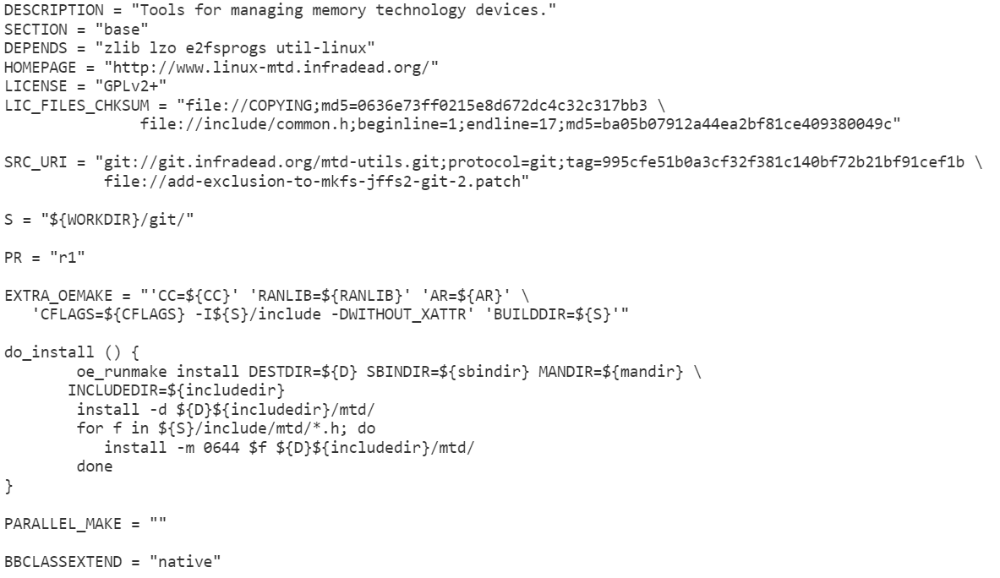 DESCRIPTION = "Tools for managing memory technology devices."
SECTION = "base"
DEPENDS = "zlib lzo e2fsprogs util-linux"
HOMEPAGE = "http://www.linux-mtd.infradead.org/"
LICENSE = "GPLv2+"
LIC_FILES_CHKSUM = "file://COPYING;md5=0636e73ff0215e8d672dc4c32c317bb3 \
               file://include/common.h;beginline=1;endline=17;md5=ba05b07912a44ea2bf81ce409380049c"

SRC_URI = "git://git.infradead.org/mtd-utils.git;protocol=git;tag=995cfe51b0a3cf32f381c140bf72b21bf91cef1b \
           file://add-exclusion-to-mkfs-jffs2-git-2.patch"

S = "${WORKDIR}/git/"

PR = "r1"

EXTRA_OEMAKE = "'CC=${CC}' 'RANLIB=${RANLIB}' 'AR=${AR}' \
   'CFLAGS=${CFLAGS} -I${S}/include -DWITHOUT_XATTR' 'BUILDDIR=${S}'"

do_install () {
        oe_runmake install DESTDIR=${D} SBINDIR=${sbindir} MANDIR=${mandir} \
       INCLUDEDIR=${includedir}
        install -d ${D}${includedir}/mtd/
        for f in ${S}/include/mtd/*.h; do
           install -m 0644 $f ${D}${includedir}/mtd/
        done
}

PARALLEL_MAKE = ""

BBCLASSEXTEND = "native"